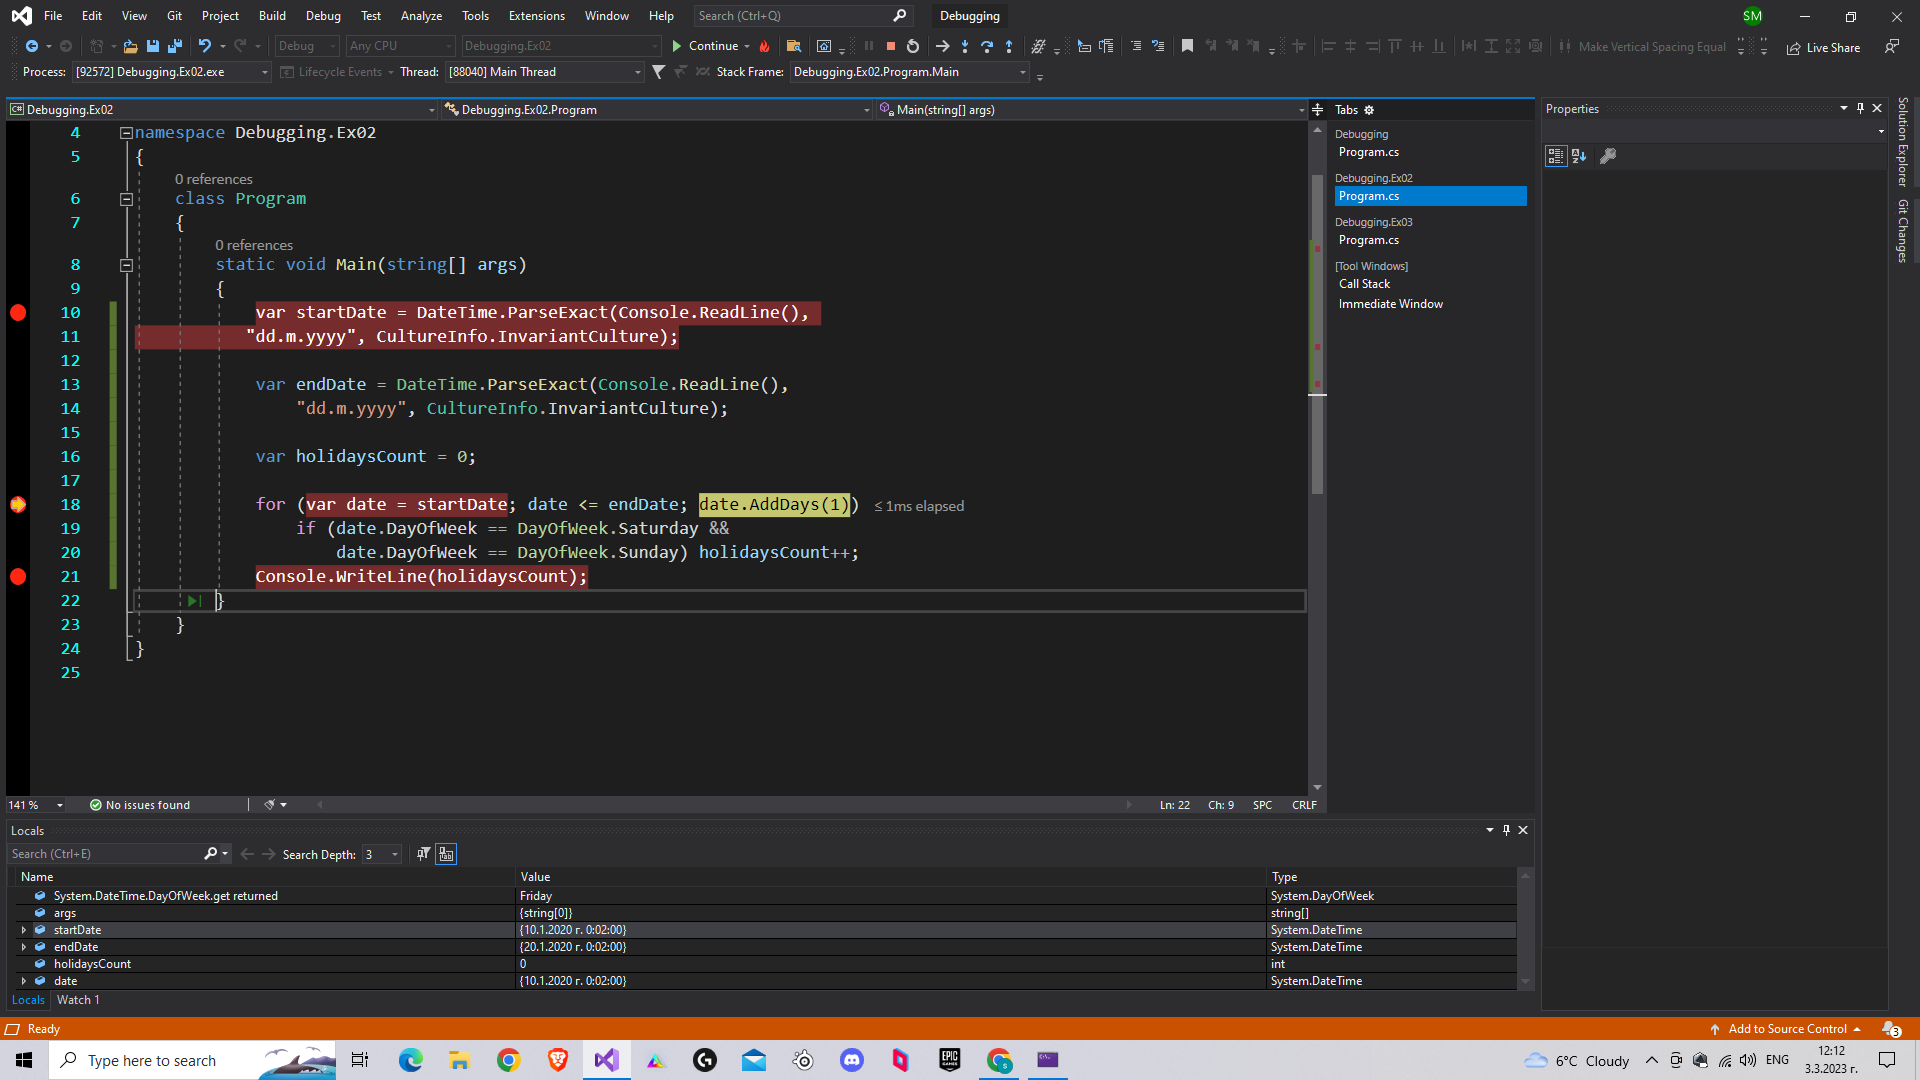 File Edit View Git Project Build Debug Test Analyze Tools Extensions Window Help Search (Ctrl+Q) Debugging SM
Debug Any CPU Debugging.Ex02 Continue Make Vertical Spacing Equal Live Share
Process: [92572] Debugging.Ex02.exe Lifecycle Events Thread: [88040] Main Thread Stack Frame: Debugging.Ex02.Program.Main
Debugging.Ex02 Debugging.Ex02.Program Main(string[] args)
4 namespace Debugging.Ex02
5 {
0 references
6 class Program
7 {
0 references
8 static void Main(string[] args)
9 {
10 var startDate = DateTime.ParseExact(Console.ReadLine(),
11 "dd.m.yyyy", CultureInfo.InvariantCulture);
12
13 var endDate = DateTime.ParseExact(Console.ReadLine(),
14 "dd.m.yyyy", CultureInfo.InvariantCulture);
15
16 var holidaysCount = 0;
17
18 for (var date = startDate; date <= endDate; date.AddDays(1)) ≤ 1ms elapsed
19 if (date.DayOfWeek == DayOfWeek.Saturday &&
20 date.DayOfWeek == DayOfWeek.Sunday) holidaysCount++;
21 Console.WriteLine(holidaysCount);
22 }
23 }
24 }
25
141 % No issues found Ln: 22 Ch: 9 SPC CRLF
Tabs
Debugging
Program.cs
Debugging.Ex02
Program.cs
Debugging.Ex03
Program.cs
[Tool Windows]
Call Stack
Immediate Window
Properties
Solution Explorer
Git Changes
Locals
Search (Ctrl+E) Search Depth: 3
Name Value Type
System.DateTime.DayOfWeek.get returned Friday System.DayOfWeek
args {string[0]} string[]
startDate {10.1.2020 г. 0:02:00} System.DateTime
endDate {20.1.2020 г. 0:02:00} System.DateTime
holidaysCount 0 int
date {10.1.2020 г. 0:02:00} System.DateTime
Locals Watch 1
Ready Add to Source Control 3
Type here to search EPIC GAMES 6°C Cloudy ENG 12:12
3.3.2023 г.